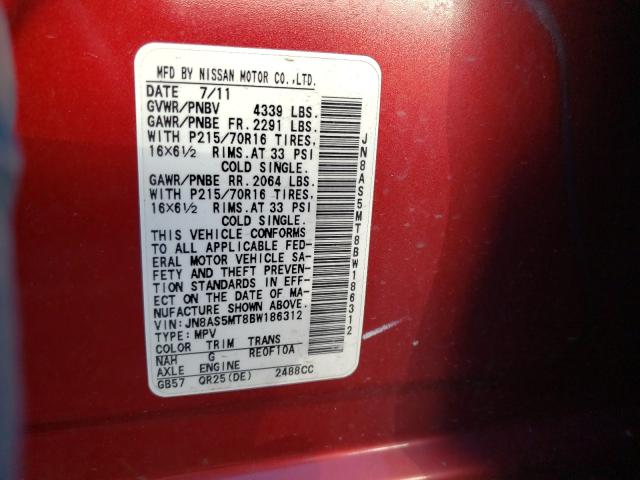 MFD BY NISSAN MOTOR CO.,LTD.
DATE 7/11
GVWR/PNBV 4339 LBS.
GAWR/PNBE FR. 2291 LBS.
WITH P215/70R16 TIRES,
16×6½ RIMS. AT 33 PSI
COLD SINGLE.
GAWR/PNBE RR. 2064 LBS.
WITH P215/70R16 TIRES,
16×6½ RIMS. AT 33 PSI
COLD SINGLE.
THIS VEHICLE CONFORMS
TO ALL APPLICABLE FED-
ERAL MOTOR VEHICLE SA-
FETY AND THEFT PREVEN-
TION STANDARDS IN EFF-
ECT ON THE DATE OF MA-
NUFACTURE SHOWN ABOVE.
VIN: JN8AS5MT8BW186312
TYPE: MPV
COLOR TRIM TRANS
NAH G RE0F10A
AXLE ENGINE
GB57 QR25(DE) 2488CC
JN8AS5MT8BW186312